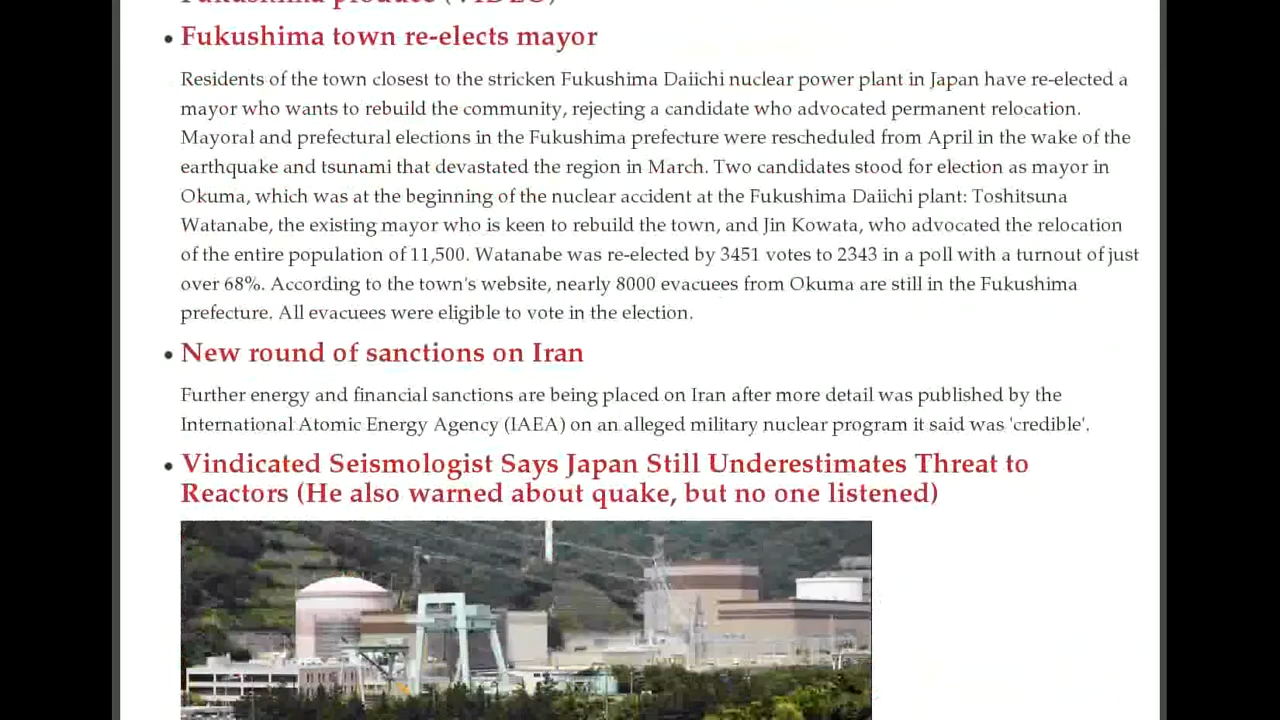 Fukushima produce (VIDEO)
Fukushima town re-elects mayor
Residents of the town closest to the stricken Fukushima Daiichi nuclear power plant in Japan have re-elected a
mayor who wants to rebuild the community, rejecting a candidate who advocated permanent relocation.
Mayoral and prefectural elections in the Fukushima prefecture were rescheduled from April in the wake of the
earthquake and tsunami that devastated the region in March. Two candidates stood for election as mayor in
Okuma, which was at the beginning of the nuclear accident at the Fukushima Daiichi plant: Toshitsuna
Watanabe, the existing mayor who is keen to rebuild the town, and Jin Kowata, who advocated the relocation
of the entire population of 11,500. Watanabe was re-elected by 3451 votes to 2343 in a poll with a turnout of just
over 68%. According to the town's website, nearly 8000 evacuees from Okuma are still in the Fukushima
prefecture. All evacuees were eligible to vote in the election.
New round of sanctions on Iran
Further energy and financial sanctions are being placed on Iran after more detail was published by the
International Atomic Energy Agency (IAEA) on an alleged military nuclear program it said was 'credible'.
Vindicated Seismologist Says Japan Still Underestimates Threat to
Reactors (He also warned about quake, but no one listened)